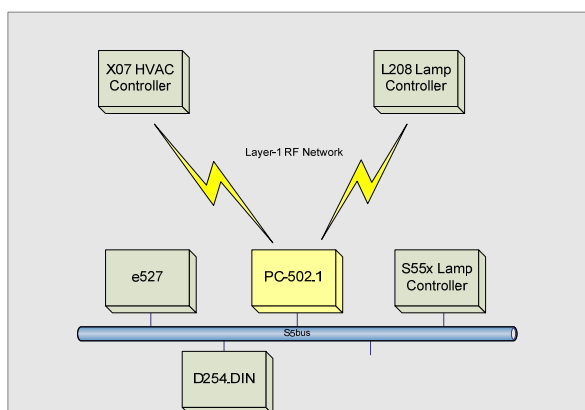 X07 HVAC
Controller
L208 Lamp
Controller
Layer-1 RF Network
e527
PC-502.1
S55x Lamp
Controller
S5bus
D254.DIN